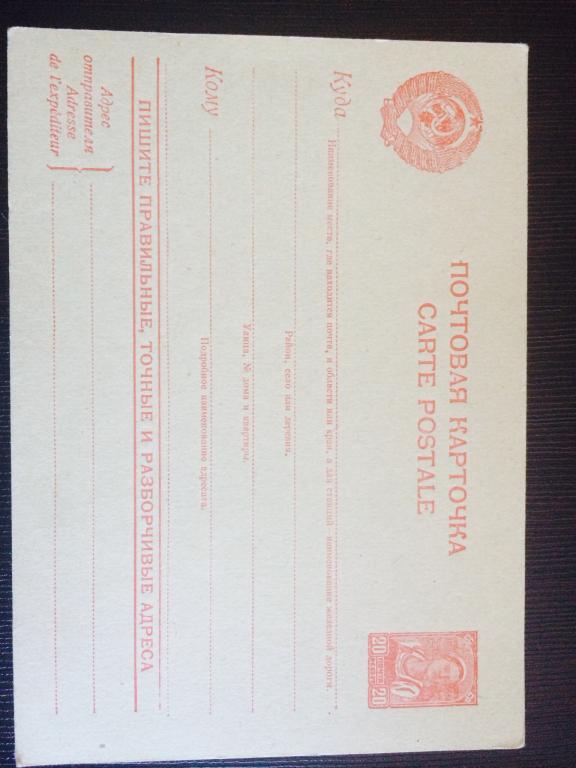 ПОЧТОВАЯ КАРТОЧКА
CARTE POSTALE
20 20
Куда
Наименование места, где находится почта, и области или края, а для станций наименование железной дороги.
Район, село или деревня.
Улица, № дома и квартиры.
Кому
Подробное наименование адресата.
ПИШИТЕ ПРАВИЛЬНЫЕ, ТОЧНЫЕ И РАЗБОРЧИВЫЕ АДРЕСА
Адрес
отправителя
Adresse
de l'expéditeur